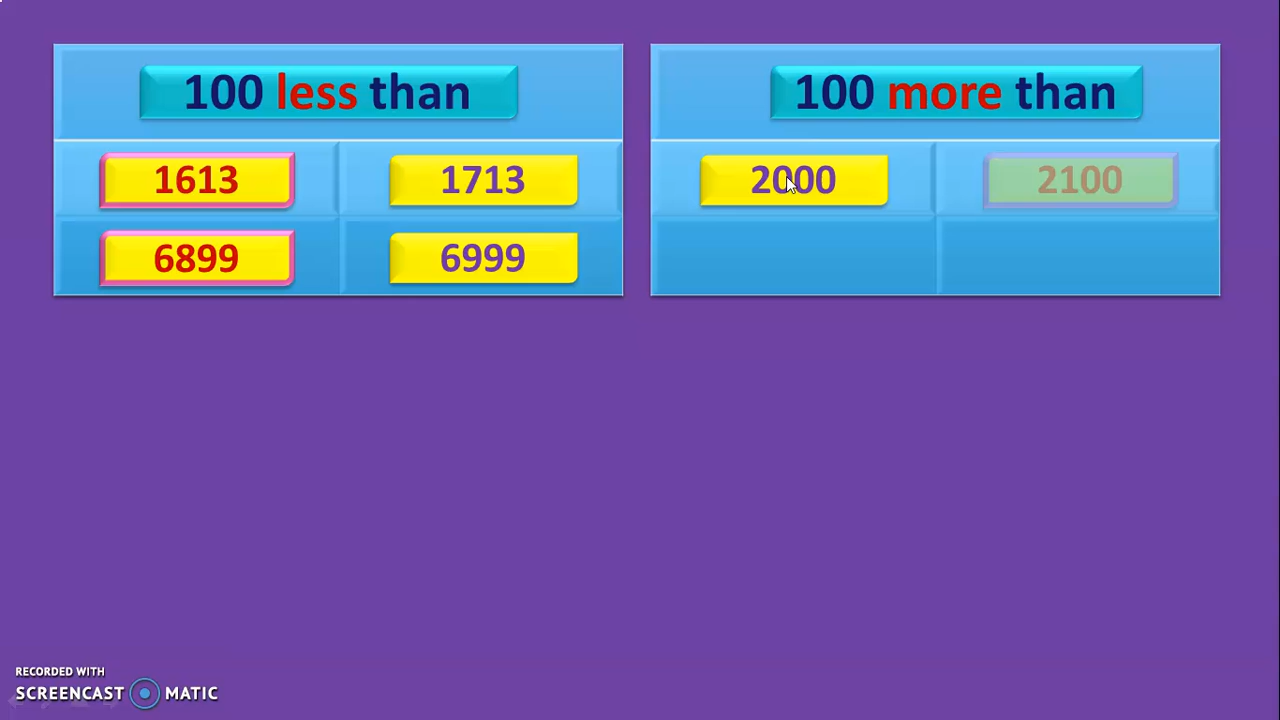 100 less than
1613 1713
6899 6999
100 more than
2000 2100
RECORDED WITH
SCREENCAST MATIC